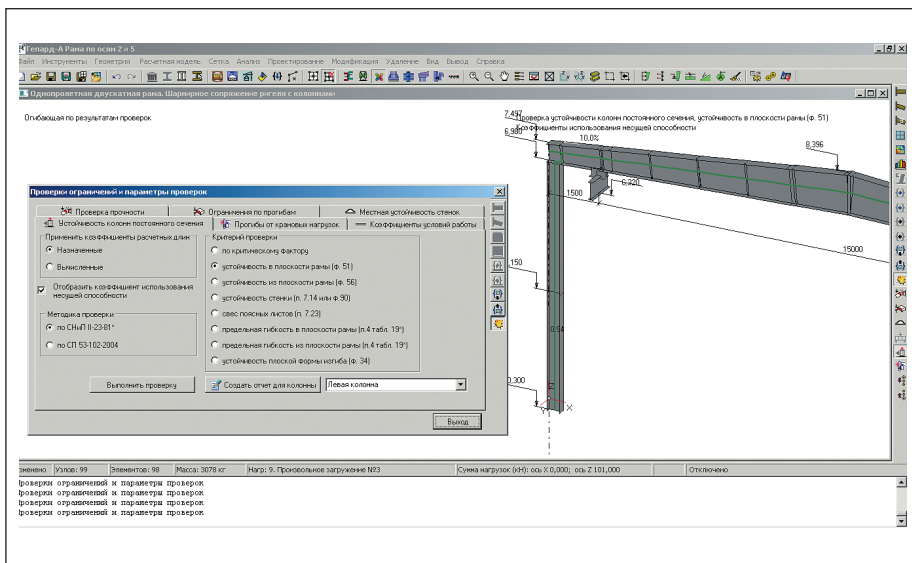 Гепард-А Рама по осям 2 и 5
Файл Инструменты Геометрия Расчетная модель Сетка Анализ Проектирование Модификация Удаление Вид Вывод Справка
Однопролетная двускатная рама. Шарнирное сопряжение ригеля с колоннами
Огибающая по результатам проверок
Проверка устойчивости колонн постоянного сечения, устойчивость в плоскости рамы (ф. 51)
Коэффициенты использования несущей способности
7,497
6,980
10,0%
8,396
1500
6,320
15000
,150
0,300
Y
X
Проверки ограничений и параметры проверок
Проверка прочности
Ограничения по прогибам
Местная устойчивость стенок
Устойчивость колонн постоянного сечения
Прогибы от крановых нагрузок
Коэффициенты условий работы
Применить коэффициенты расчетных длин
Назначенные
Вычисленные
Отобразить коэффициент использования
несущей способности
Методика проверки
по СНиП II-23-81*
по СП 53-102-2004
Критерий проверки
по критическому фактору
устойчивость в плоскости рамы (ф. 51)
устойчивость из плоскости рамы (ф. 56)
устойчивость стенки (п. 7.14 или ф.90)
свес поясных листов (п. 7.23)
предельная гибкость в плоскости рамы (п.4 табл. 19*)
предельная гибкость из плоскости рамы (п.4 табл. 19*)
устойчивость плоской формы изгиба (ф. 34)
Выполнить проверку
Создать отчет для колонны
Левая колонна
Выход
зменено Узлов: 99 Элементов: 98 Масса: 3078 кг Нагр: 9. Произвольное загружение №3 Сумма нагрузок (кН): ось X 0,000; ось Z 101,000 Отключено
Проверки ограничений и параметры проверок
Проверки ограничений и параметры проверок
Проверки ограничений и параметры проверок
Проверки ограничений и параметры проверок